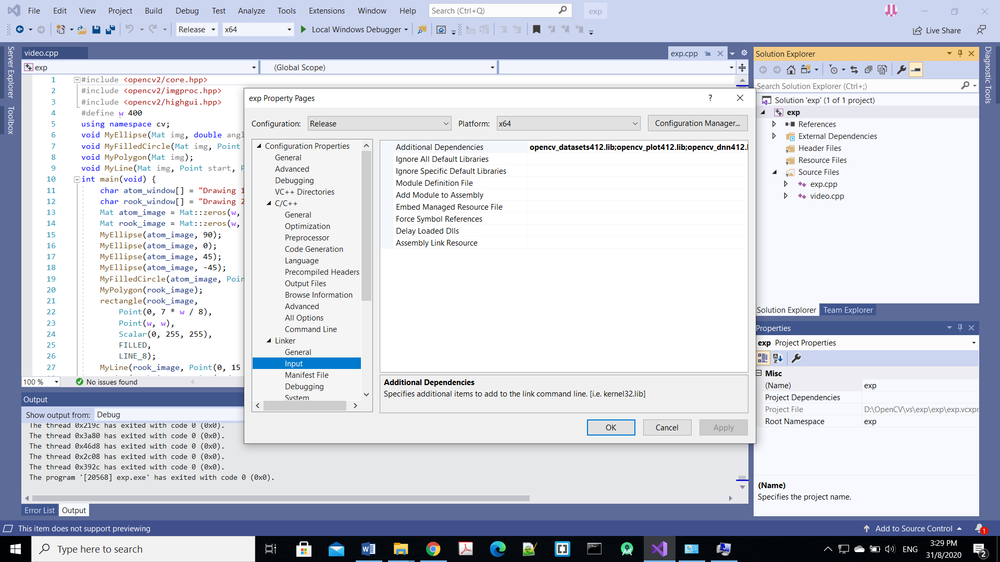 File Edit View Project Build Debug Test Analyze Tools Extensions Window Help Search (Ctrl+Q) exp
Release x64 Local Windows Debugger Live Share
Server Explorer
Toolbox
video.cpp exp.cpp
exp (Global Scope)
1 #include <opencv2/core.hpp>
2 #include <opencv2/imgproc.hpp>
3 #include <opencv2/highgui.hpp>
4 #define w 400
5 using namespace cv;
6 void MyEllipse(Mat img, double angl
7 void MyFilledCircle(Mat img, Point
8 void MyPolygon(Mat img);
9 void MyLine(Mat img, Point start, P
10 int main(void) {
11 char atom_window[] = "Drawing 1
12 char rook_window[] = "Drawing 2
13 Mat atom_image = Mat::zeros(w,
14 Mat rook_image = Mat::zeros(w,
15 MyEllipse(atom_image, 90);
16 MyEllipse(atom_image, 0);
17 MyEllipse(atom_image, 45);
18 MyEllipse(atom_image, -45);
19 MyFilledCircle(atom_image, Poin
20 MyPolygon(rook_image);
21 rectangle(rook_image,
22 Point(0, 7 * w / 8),
23 Point(w, w),
24 Scalar(0, 255, 255),
25 FILLED,
26 LINE_8);
27 MyLine(rook_image, Point(0, 15
100 % No issues found
exp Property Pages
?
Configuration: Release Platform: x64 Configuration Manager...
Configuration Properties
General
Advanced
Debugging
VC++ Directories
C/C++
General
Optimization
Preprocessor
Code Generation
Language
Precompiled Headers
Output Files
Browse Information
Advanced
All Options
Command Line
Linker
General
Input
Manifest File
Debugging
System
Additional Dependencies opencv_datasets412.lib;opencv_plot412.lib;opencv_dnn412.l
Ignore All Default Libraries
Ignore Specific Default Libraries
Module Definition File
Add Module to Assembly
Embed Managed Resource File
Force Symbol References
Delay Loaded Dlls
Assembly Link Resource
Additional Dependencies
Specifies additional items to add to the link command line. [i.e. kernel32.lib]
OK Cancel Apply
Output
Show output from: Debug
The thread 0x219c has exited with code 0 (0x0).
The thread 0x3a80 has exited with code 0 (0x0).
The thread 0x46d8 has exited with code 0 (0x0).
The thread 0x2c08 has exited with code 0 (0x0).
The thread 0x392c has exited with code 0 (0x0).
The program '[20568] exp.exe' has exited with code 0 (0x0).
Error List Output
Solution Explorer
Search Solution Explorer (Ctrl+;)
Solution 'exp' (1 of 1 project)
exp
References
External Dependencies
Header Files
Resource Files
Source Files
exp.cpp
video.cpp
Solution Explorer Team Explorer
Properties
exp Project Properties
Misc
(Name) exp
Project Dependencies
Project File D:\OpenCV\vs\exp\exp\exp.vcxpr
Root Namespace exp
(Name)
Specifies the project name.
Diagnostic Tools
This item does not support previewing Add to Source Control 1
Type here to search
ENG
3:29 PM
31/8/2020
2